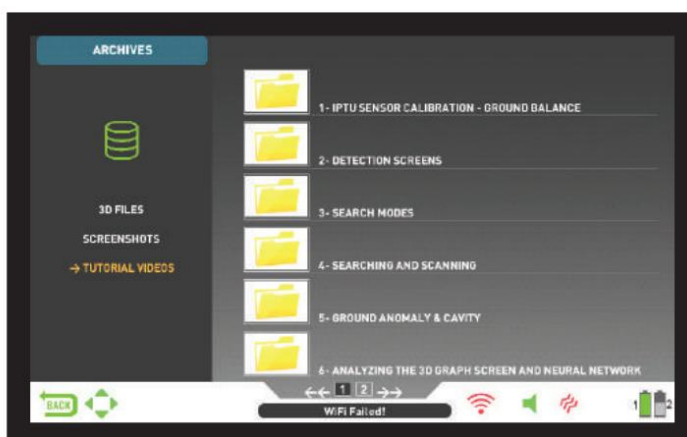 ARCHIVES
3D FILES
SCREENSHOTS
→ TUTORIAL VIDEOS
1- IPTU SENSOR CALIBRATION - GROUND BALANCE
2- DETECTION SCREENS
3- SEARCH MODES
4- SEARCHING AND SCANNING
5- GROUND ANOMALY & CAVITY
6- ANALYZING THE 3D GRAPH SCREEN AND NEURAL NETWORK
BACK
←← 1 2 →→
WiFi Failed!
1 2